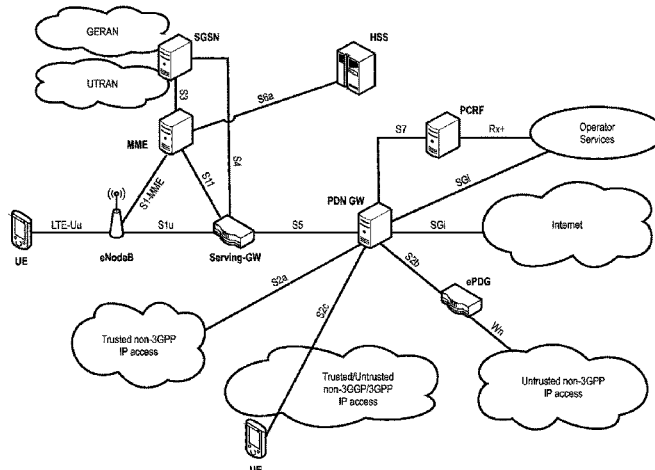 GERAN
SGSN
HSS
UTRAN
S3
S6a
PCRF
MME
S7
Rx+
Operator
Services
S4
S1-MME
S11
SGi
PDN GW
LTE-Uu
S1u
S5
SGi
Internet
UE
eNodeB
Serving-GW
S2b
ePDG
S2a
S2c
Wn
Trusted non-3GPP
IP access
Trusted/Untrusted
non-3GGP/3GPP
IP access
Untrusted non-3GPP
IP access
UE